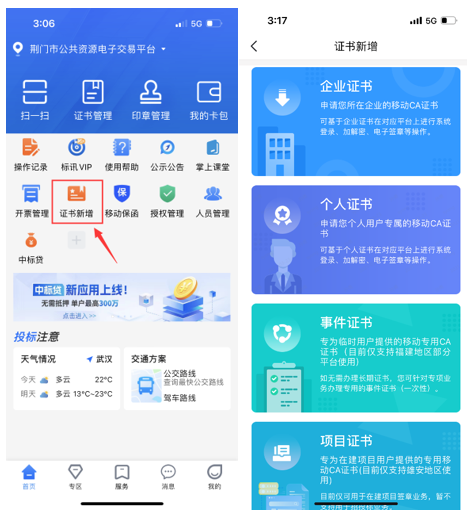 3:06
5G
荆门市公共资源电子交易平台
扫一扫 证书管理 印章管理 我的卡包
操作记录 标讯VIP 使用帮助 公示公告 掌上课堂
开票管理 证书新增 移动保函 授权管理 人员管理
中标贷
中标贷 新应用上线!
无需抵押 单户最高300万
点击进入 >>
投标注意
天气情况 武汉
今天 多云 22°C
明天 多云 13°C~23°C
交通方案
公交路线
查询最快公交路线
驾车路线
首页 专区 服务 消息 我的
3:17
5G
证书新增
企业证书
申请您所在企业的移动CA证书
可基于企业证书在对应平台上进行系统
登录、加解密、电子签章等操作。
个人证书
申请您个人用户专属的移动CA证
书
可基于个人证书在对应平台上进行系统
登录、加解密、电子签章等操作。
事件证书
专为临时用户提供的移动专用CA
证书（目前仅支持福建地区部分
平台使用）
如无需办理长期证书，您可针对专项业
务办理专用的事件证书（一次性）。
项目证书
专为在建项目用户提供的专用移
动CA证书(目前仅支持雄安地区使
用)
目前仅可用于在建项目签章业务，暂不